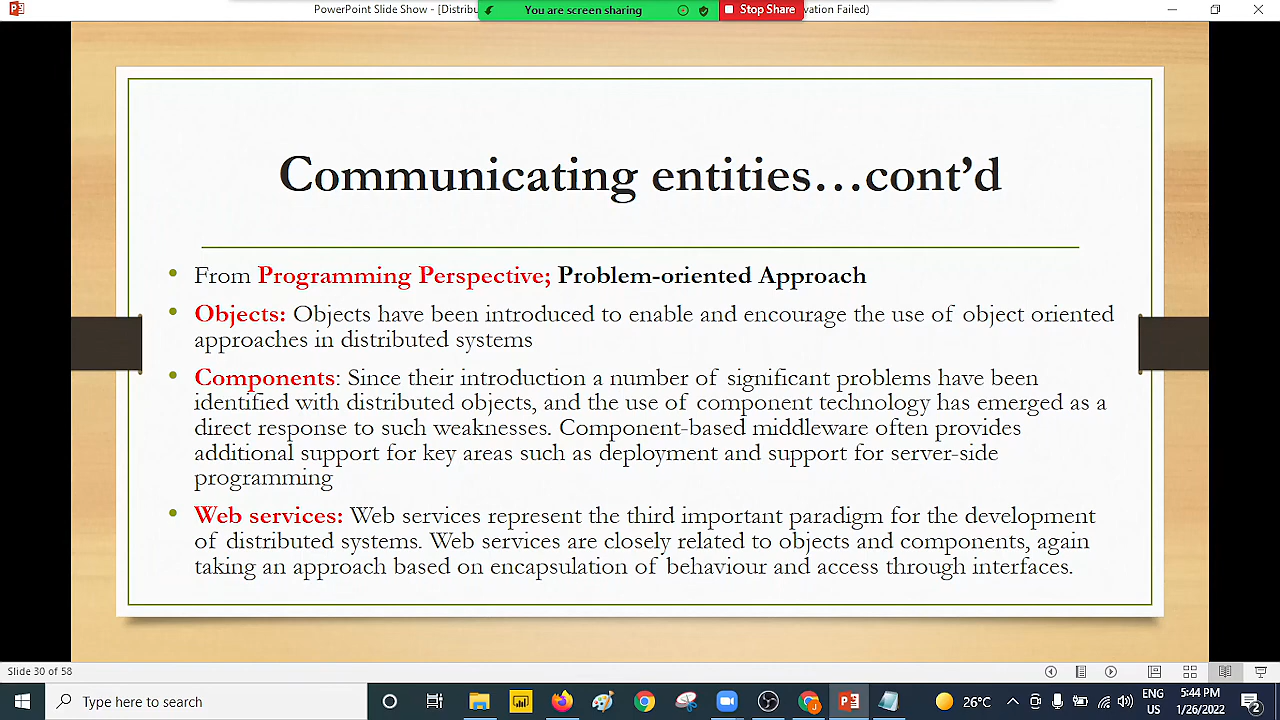 PowerPoint Slide Show - [Distribu
You are screen sharing
Stop Share
vation Failed)
Communicating entities…cont’d
• From Programming Perspective; Problem-oriented Approach
• Objects: Objects have been introduced to enable and encourage the use of object oriented
approaches in distributed systems
• Components: Since their introduction a number of significant problems have been
identified with distributed objects, and the use of component technology has emerged as a
direct response to such weaknesses. Component-based middleware often provides
additional support for key areas such as deployment and support for server-side
programming
• Web services: Web services represent the third important paradigm for the development
of distributed systems. Web services are closely related to objects and components, again
taking an approach based on encapsulation of behaviour and access through interfaces.
Slide 30 of 58
Type here to search
26°C
ENG
US
5:44 PM
1/26/2022
2